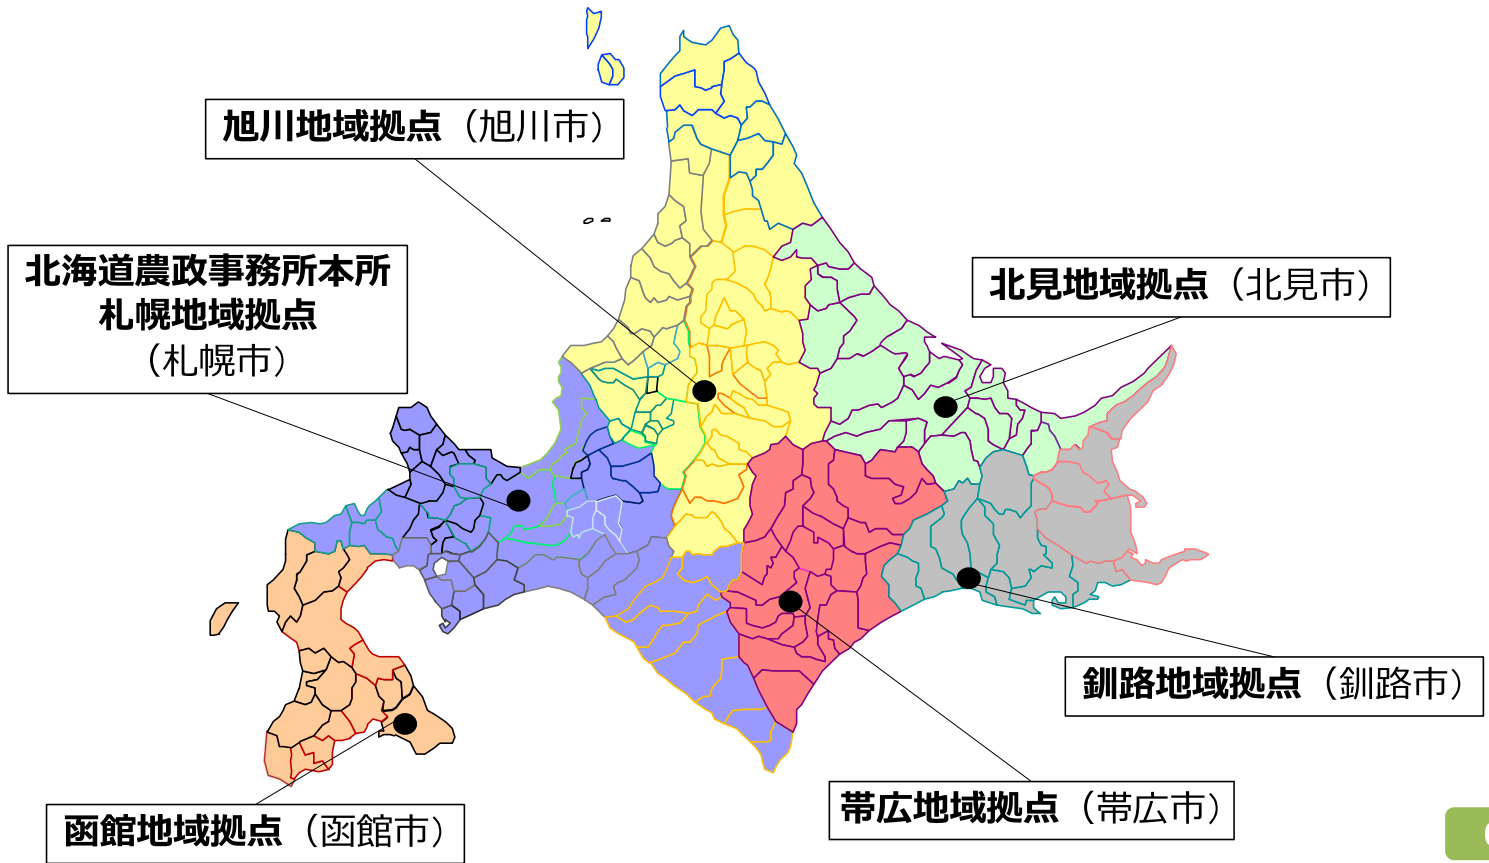 旭川地域拠点（旭川市）
北海道農政事務所本所
札幌地域拠点
（札幌市）
北見地域拠点（北見市）
釧路地域拠点（釧路市）
帯広地域拠点（帯広市）
函館地域拠点（函館市）